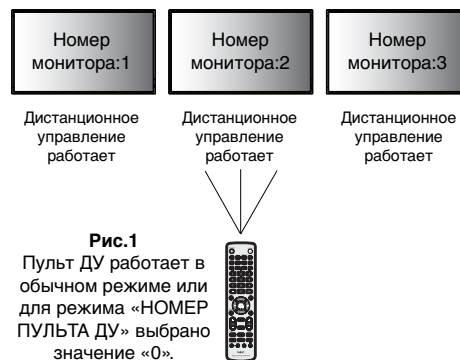 Номер
монитора:1
Номер
монитора:2
Номер
монитора:3
Дистанционное
управление
работает
Дистанционное
управление
работает
Дистанционное
управление
работает
Рис.1
Пульт ДУ работает в
обычном режиме или
для режима «НОМЕР
ПУЛЬТА ДУ» выбрано
значение «0».